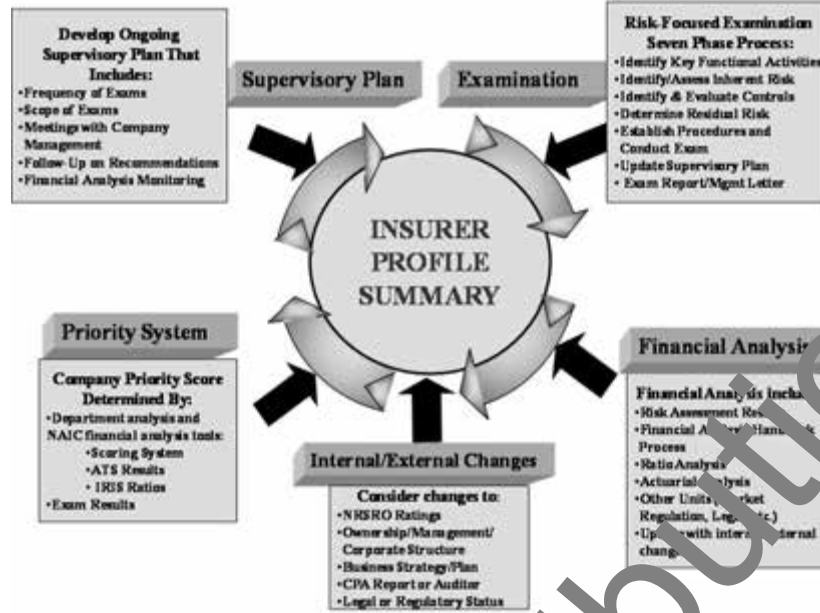 Develop Ongoing
Supervisory Plan That
Includes:
•Frequency of Exams
•Scope of Exams
•Meetings with Company
Management
•Follow-Up on Recommendations
•Financial Analysis Monitoring
Supervisory Plan
Examination
Risk-Focused Examination
Seven Phase Process:
•Identify Key Functional Activities
•Identify/Assess Inherent Risk
•Identify & Evaluate Controls
•Determine Residual Risk
•Establish Procedures and
Conduct Exam
•Update Supervisory Plan
•Exam Report/Mgmt Letter
INSURER
PROFILE
SUMMARY
Priority System
Company Priority Score
Determined By:
•Department analysis and
NAIC financial analysis tools:
•Scoring System
•ATS Results
•IRIS Ratios
•Exam Results
Internal/External Changes
Consider changes to:
•NRSRO Ratings
•Ownership/Management/
Corporate Structure
•Business Strategy/Plan
•CPA Report or Auditor
•Legal or Regulatory Status
Financial Analysis
Financial Analysis
•Risk Assessment
•Financial
Process
•Ratio Analysis
•Actuarial
•Other Units
Regulation,
with